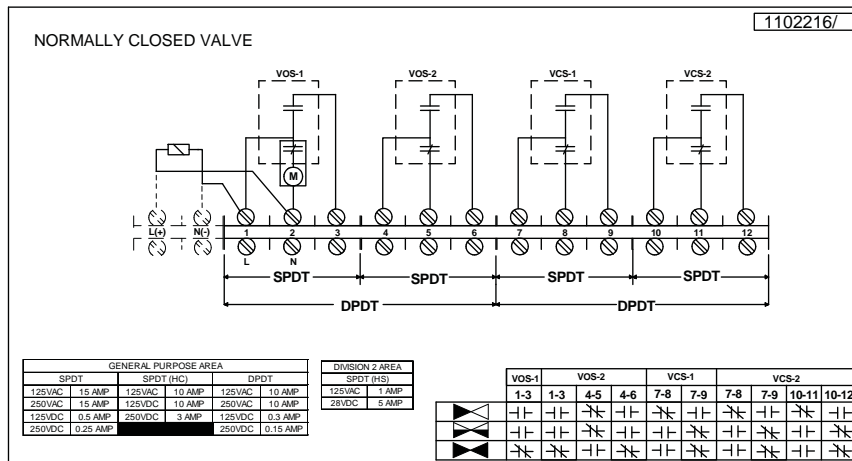 1102216/
NORMALLY CLOSED VALVE
VOS-1 VOS-2 VCS-1 VCS-2
M
L(+) N(-) 1 2 3 4 5 6 7 8 9 10 11 12
L N
SPDT SPDT SPDT SPDT
DPDT DPDT
GENERAL PURPOSE AREA
SPDT SPDT (HC) DPDT
125VAC 15 AMP 125VAC 10 AMP 125VAC 10 AMP
250VAC 15 AMP 250VAC 10 AMP 250VAC 10 AMP
125VDC 0.5 AMP 250VDC 3 AMP 125VDC 0.3 AMP
250VDC 0.25 AMP 250VDC 0.15 AMP
DIVISION 2 AREA
SPDT (HS)
125VAC 1 AMP
28VDC 5 AMP
VOS-1 VOS-2 VCS-1 VCS-2
1-3 1-3 4-5 4-6 7-8 7-9 7-8 7-9 10-11 10-12